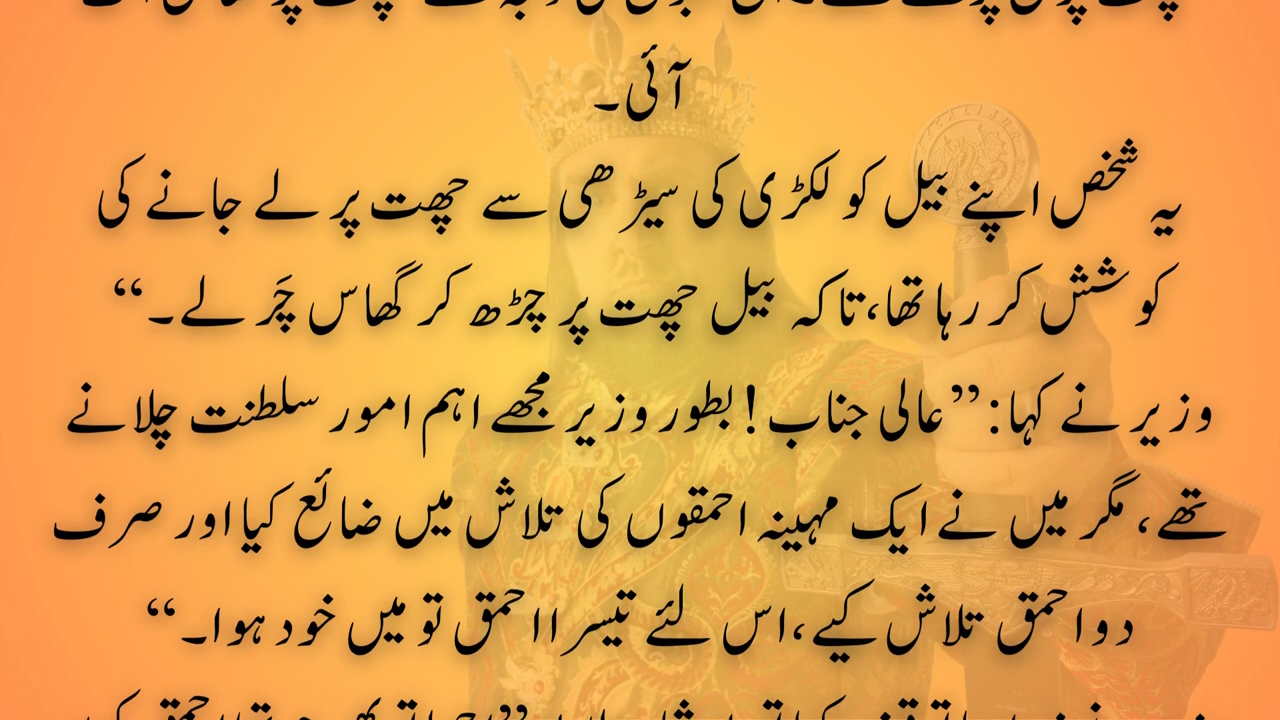 آئی۔
یہ شخص اپنے بیل کو لکڑی کی سیڑھی سے چھت پر لے جانے کی
کوشش کر رہا تھا،تاکہ بیل چھت پر چڑھ کر گھاس چَر لے۔“
وزیر نے کہا:”عالی جناب!بطور وزیر مجھے اہم امور سلطنت چلانے
تھے، مگر میں نے ایک مہینہ احمقوں کی تلاش میں ضائع کیا اور صرف
دو احمق تلاش کیے،اس لئے تیسر ااحمق تو میں خود ہوا۔“